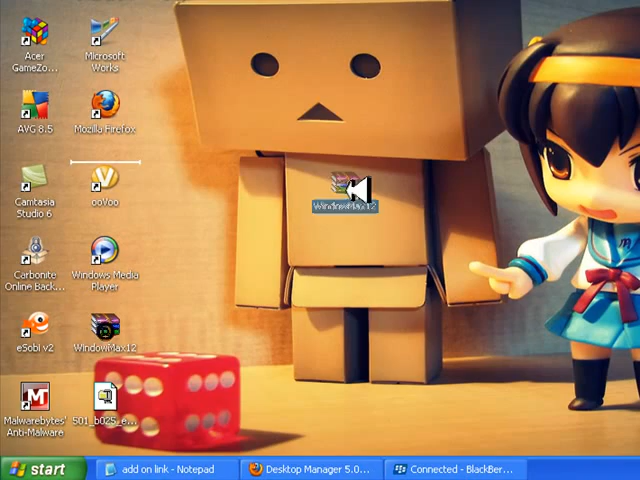 Acer
GameZo...
Microsoft
Works
AVG 8.5
Mozilla Firefox
Camtasia
Studio 6
ooVoo
Carbonite
Online Back...
Windows Media
Player
eSobi v2
WindowMax12
Malwarebytes'
Anti-Malware
501_b025_e...
WindowMax12
start
add on link - Notepad
Desktop Manager 5.0...
Connected - BlackBer...